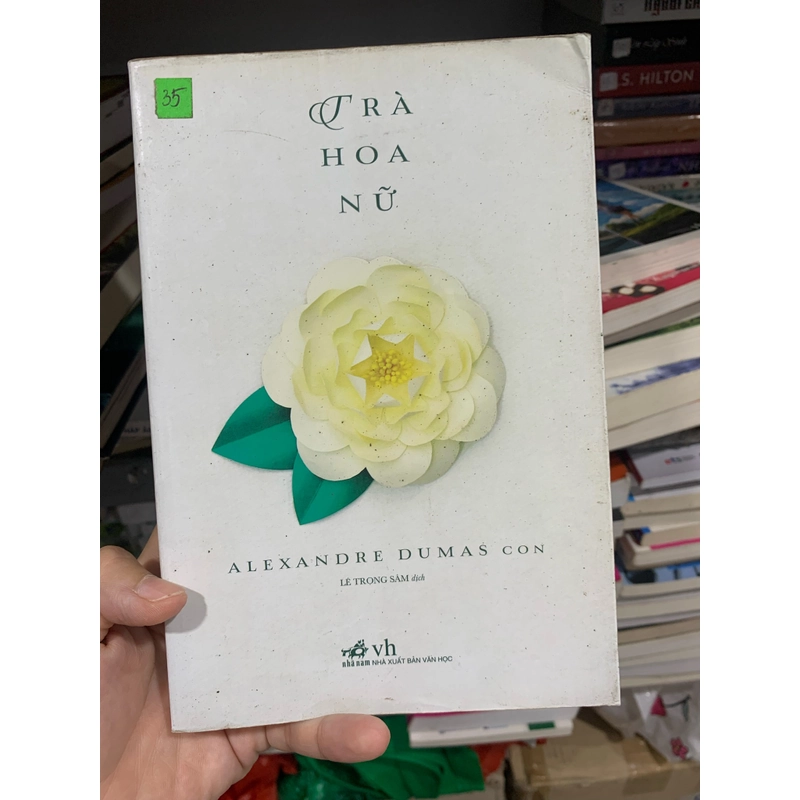 35
TRÀ
HOA
NỮ
ALEXANDRE DUMAS CON
LÊ TRỌNG SÂM dịch
nhã nam
vh
NHÀ XUẤT BẢN VĂN HỌC
S. HILTON